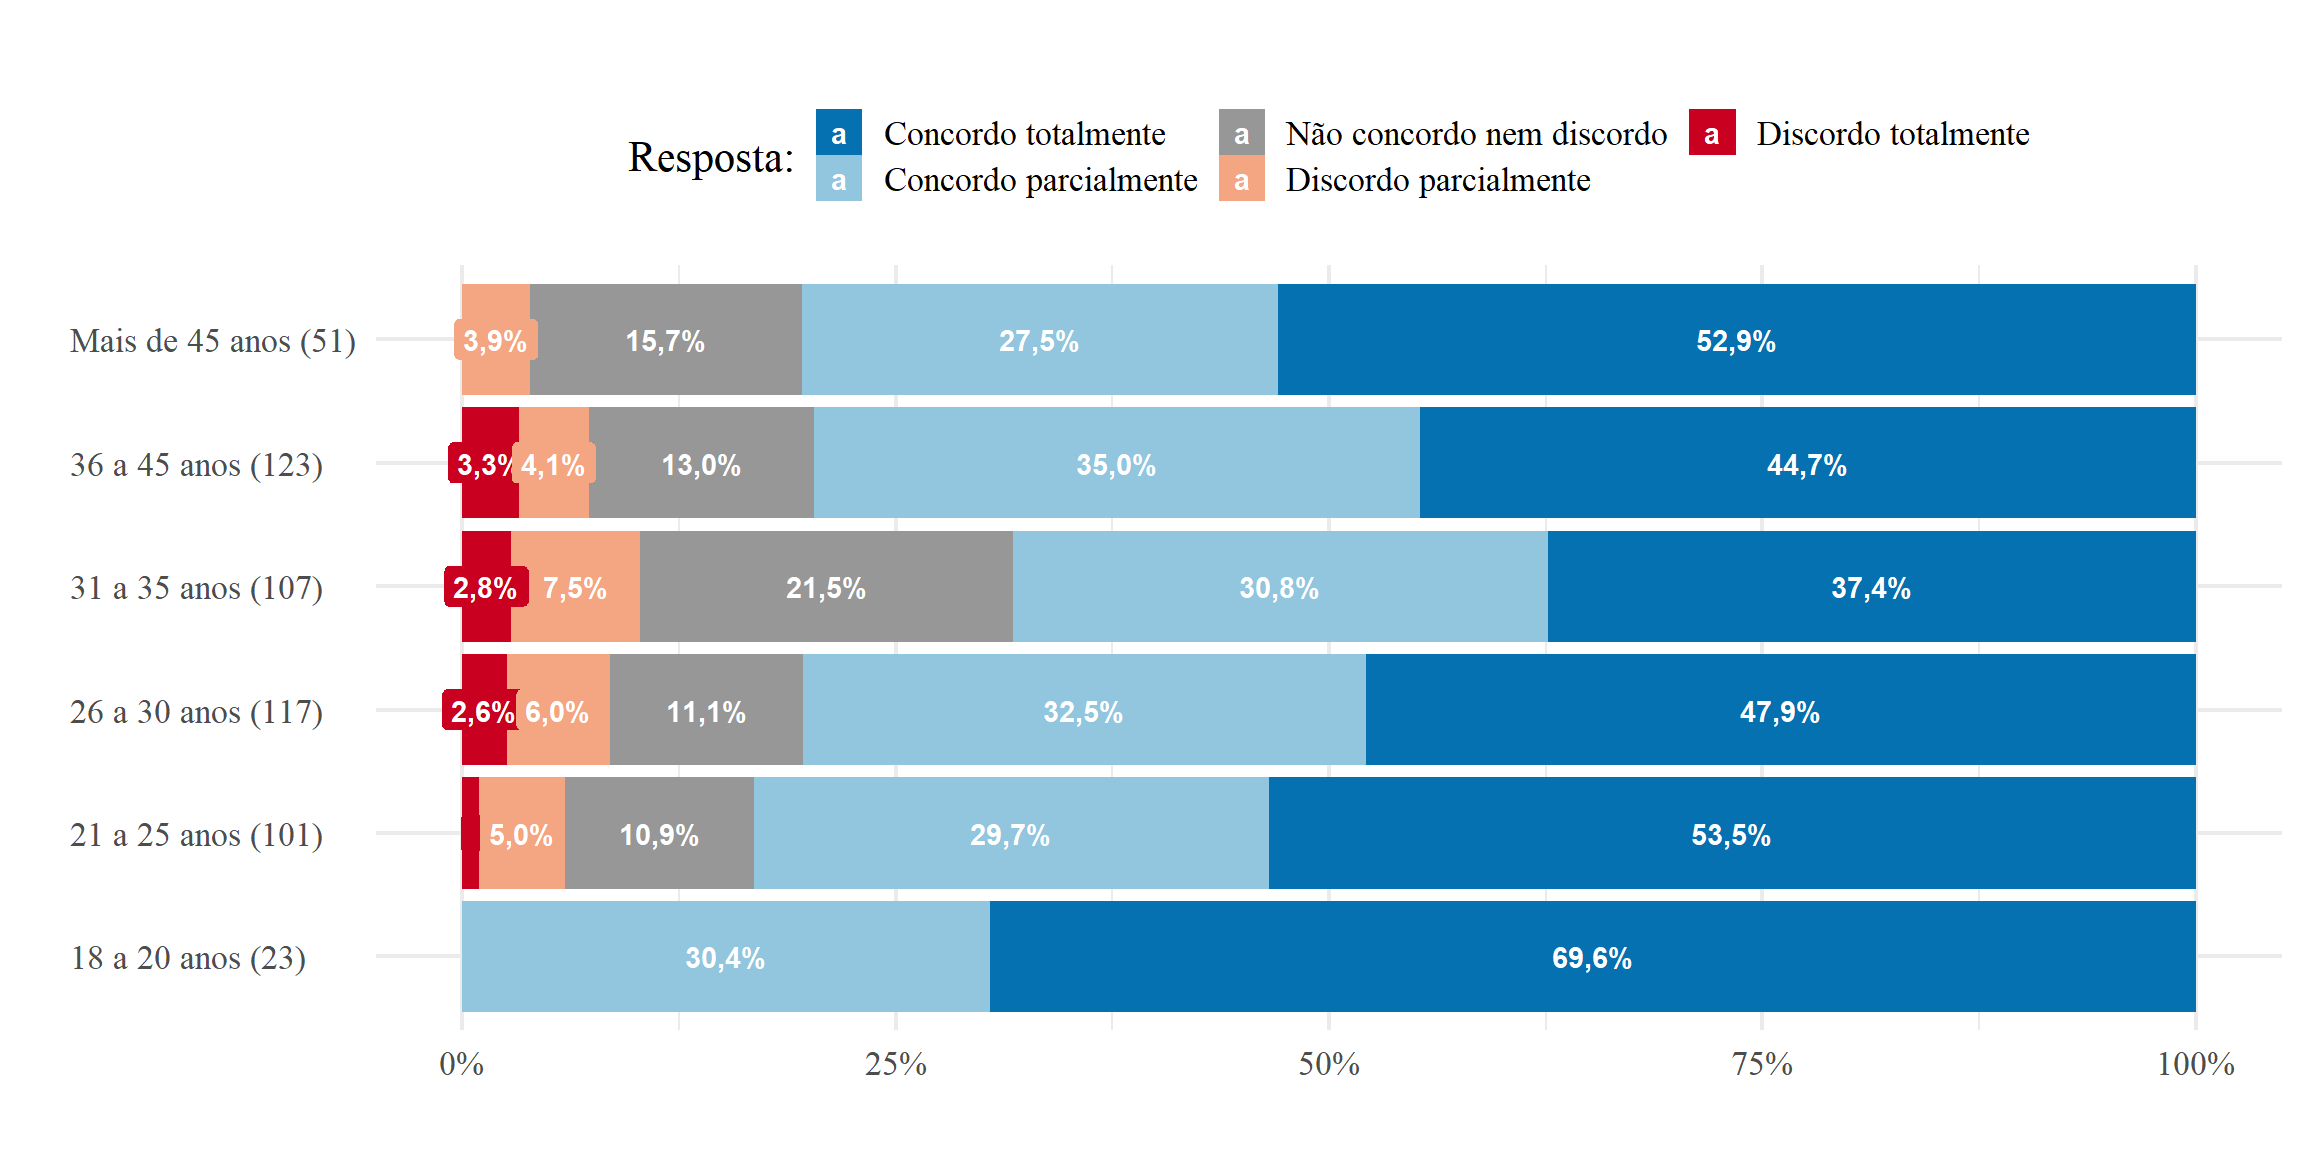 Resposta:
a Concordo totalmente a Não concordo nem discordo a Discordo totalmente
a Concordo parcialmente a Discordo parcialmente
Mais de 45 anos (51) 3,9% 15,7% 27,5% 52,9%
36 a 45 anos (123) 3,3% 4,1% 13,0% 35,0% 44,7%
31 a 35 anos (107) 2,8% 7,5% 21,5% 30,8% 37,4%
26 a 30 anos (117) 2,6% 6,0% 11,1% 32,5% 47,9%
21 a 25 anos (101) 5,0% 10,9% 29,7% 53,5%
18 a 20 anos (23) 30,4% 69,6%
0% 25% 50% 75% 100%